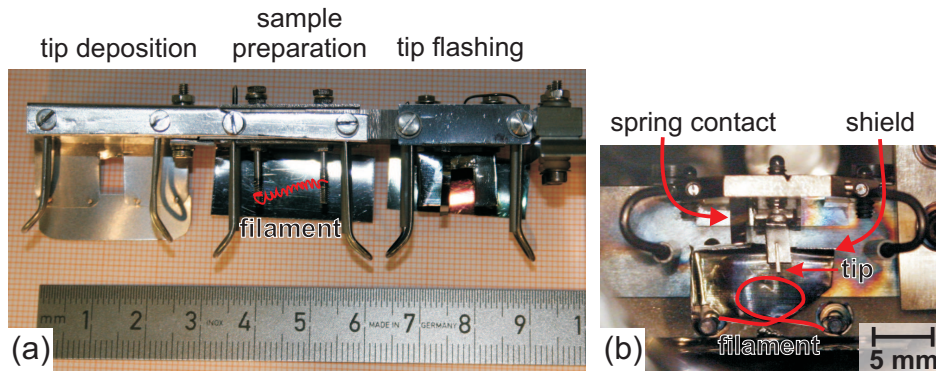 tip deposition
sample
preparation
tip flashing
filament
mm 1 2 3 INOX 4 5 6 MADE IN 7 GERMANY 8 9 1
(a)
spring contact
shield
tip
filament
5 mm
(b)